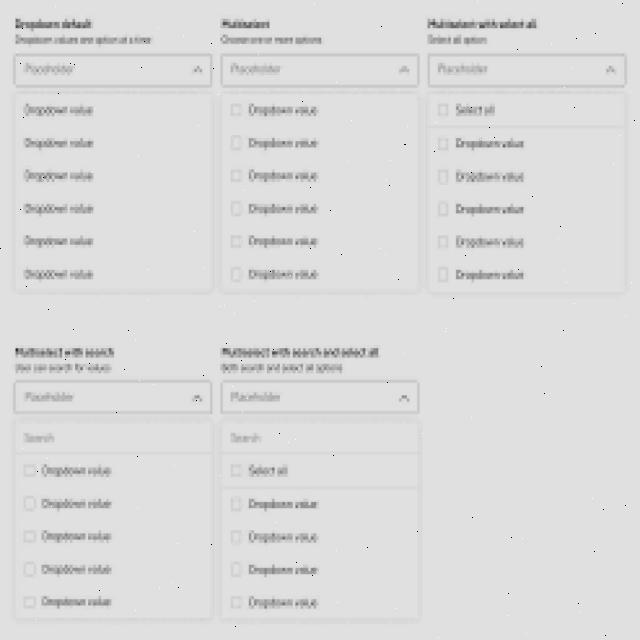 Dropdown default
Dropdown values one option at a time
Placeholder
Dropdown value
Dropdown value
Dropdown value
Dropdown value
Dropdown value
Dropdown value
Multiselect
Choose one or more options
Placeholder
Dropdown value
Dropdown value
Dropdown value
Dropdown value
Dropdown value
Dropdown value
Multiselect with select all
Select all option
Placeholder
Select all
Dropdown value
Dropdown value
Dropdown value
Dropdown value
Dropdown value
Multiselect with search
User can search for values
Placeholder
Search
Dropdown value
Dropdown value
Dropdown value
Dropdown value
Dropdown value
Multiselect with search and select all
Both search and select all options
Placeholder
Search
Select all
Dropdown value
Dropdown value
Dropdown value
Dropdown value